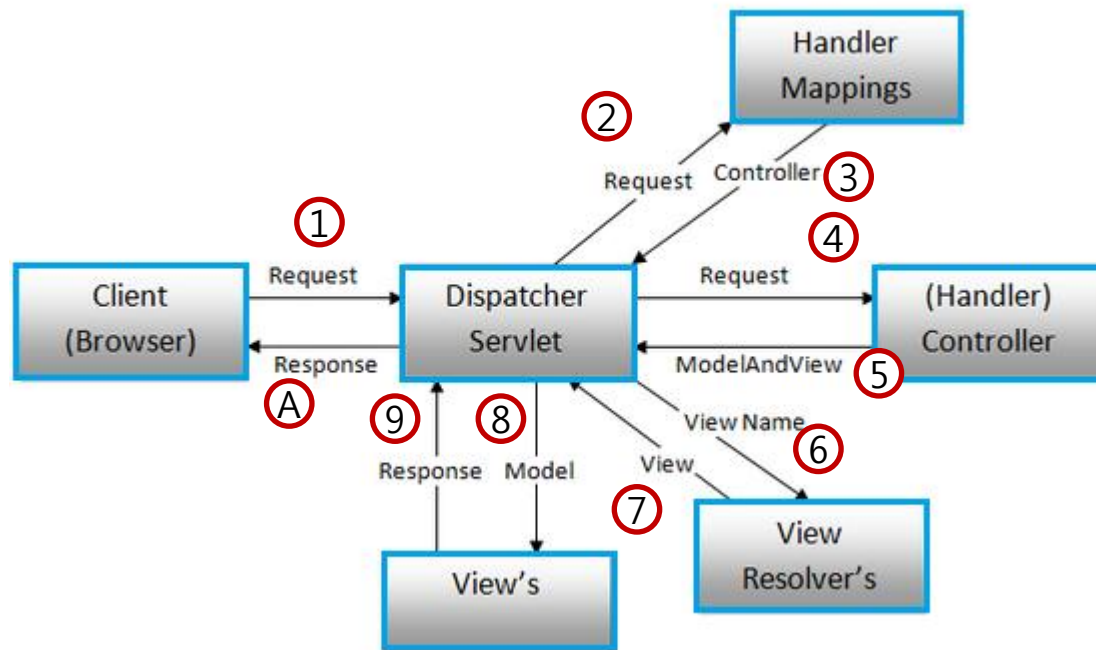 Handler
Mappings
②
Request
Controller
③
①
④
Request
Request
Client
(Browser)
Dispatcher
Servlet
(Handler)
Controller
Response
ModelAndView
⑤
Ⓐ
⑨
⑧
View Name
⑥
Response
Model
View
⑦
View's
View
Resolver's